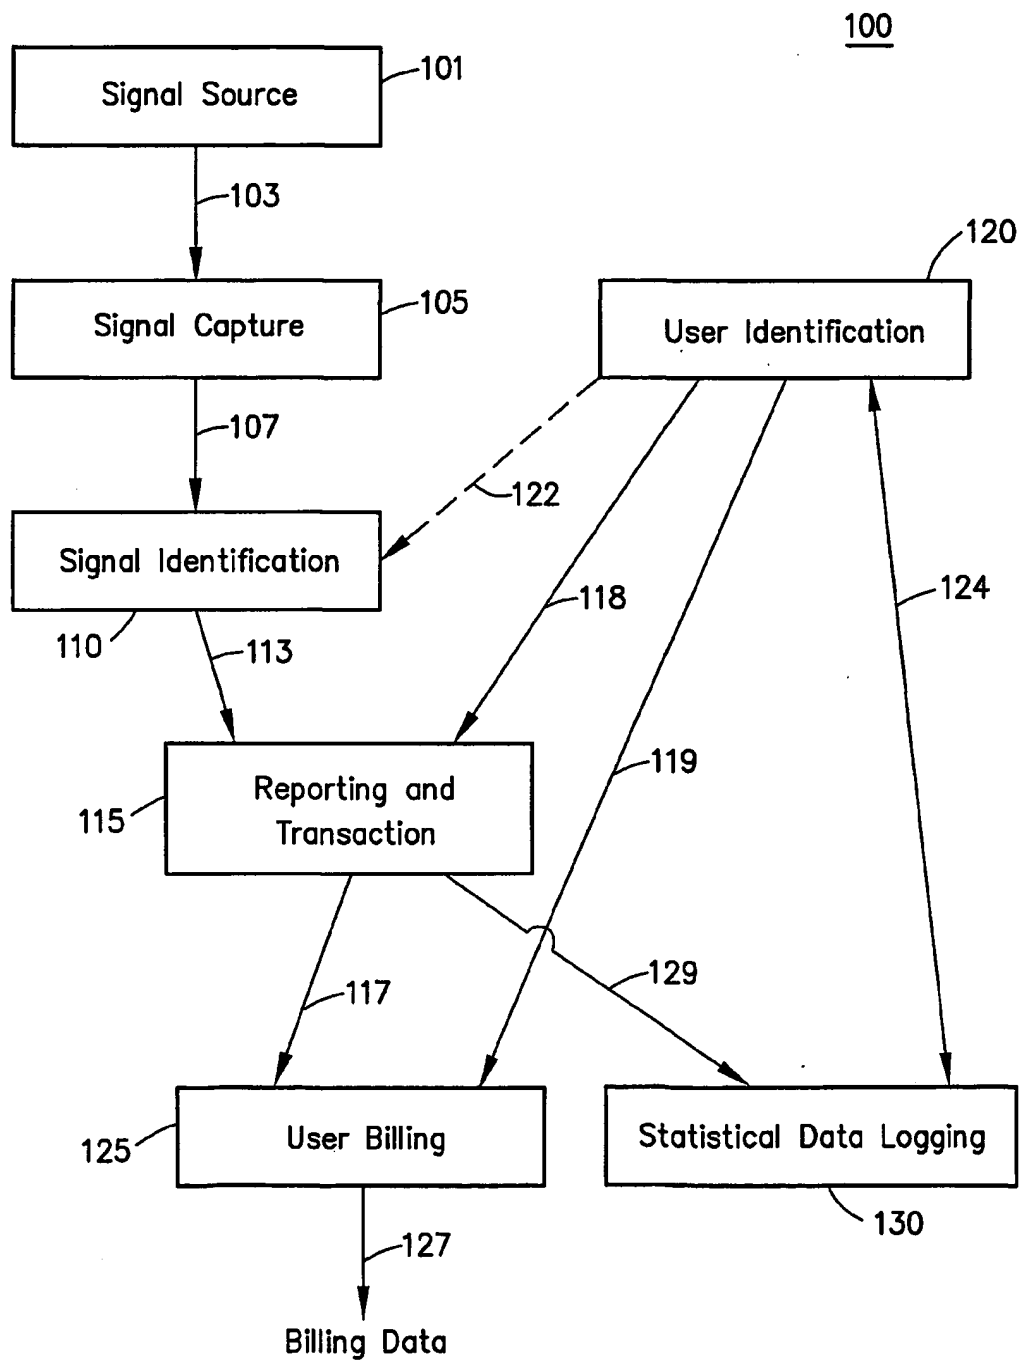 100
Signal Source
101
103
120
Signal Capture
105
User Identification
107
122
Signal Identification
110
113
118
124
119
Reporting and
Transaction
115
129
117
User Billing
125
Statistical Data Logging
130
127
Billing Data